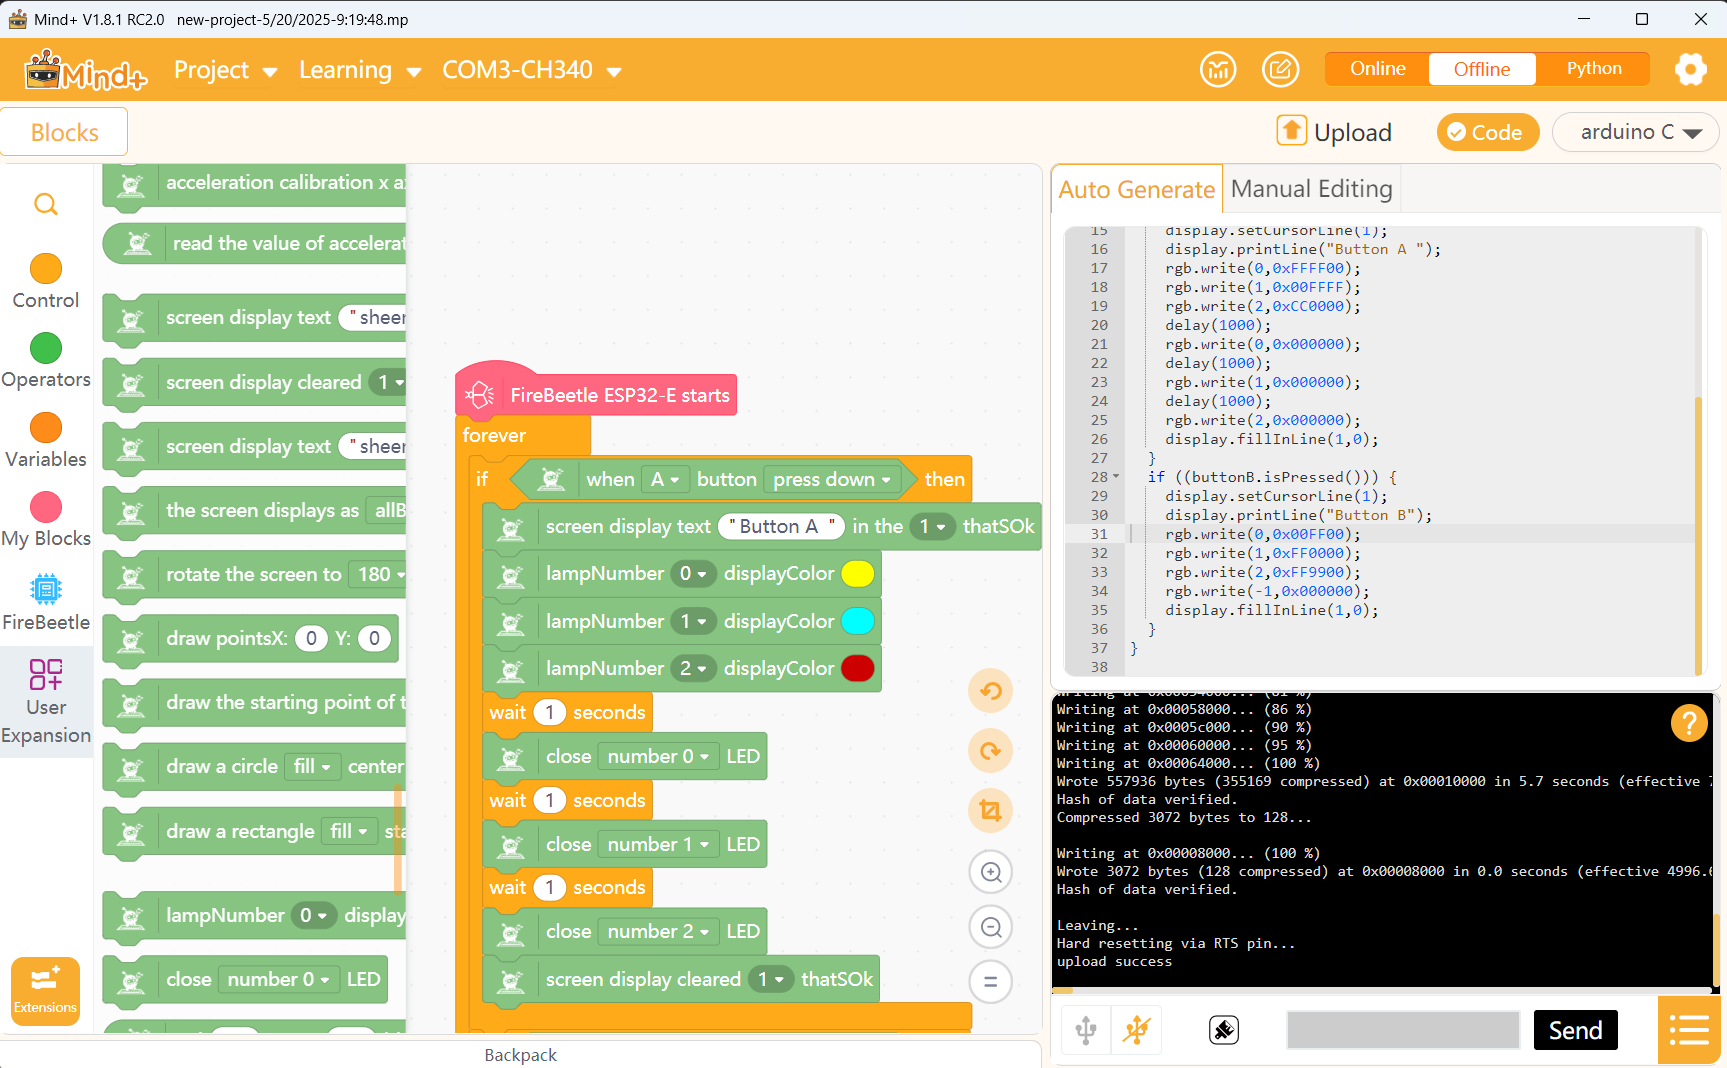 Mind+ V1.8.1 RC2.0   new-project-5/20/2025-9:19:48.mp
Mind+
Project
Learning
COM3-CH340
Online
Offline
Python
Blocks
Upload
Code
arduino C
Control
Operators
Variables
My Blocks
FireBeetle
User
Expansion
Extensions
acceleration calibration x
read the value of
screen display text "
screen display cleared 1
screen display text "
the screen displays as
rotate the screen to 180
draw pointsX: 0 Y: 0
draw the starting point of
draw a circle fill center
draw a rectangle fill
lampNumber 0 display
close number 0 LED
FireBeetle ESP32-E starts
forever
if when A button press down then
screen display text "Button A " in the 1 thatSOk
lampNumber 0 displayColor
lampNumber 1 displayColor
lampNumber 2 displayColor
wait 1 seconds
close number 0 LED
wait 1 seconds
close number 1 LED
wait 1 seconds
close number 2 LED
screen display cleared 1 thatSOk
Backpack
Auto Generate
Manual Editing
15 display.setCursorLine(1);
16 display.printLine("Button A ");
17 rgb.write(0,0xFFFF00);
18 rgb.write(1,0x00FFFF);
19 rgb.write(2,0xCC0000);
20 delay(1000);
21 rgb.write(0,0x000000);
22 delay(1000);
23 rgb.write(1,0x000000);
24 delay(1000);
25 rgb.write(2,0x000000);
26 display.fillInLine(1,0);
27 }
28 if ((buttonB.isPressed())) {
29 display.setCursorLine(1);
30 display.printLine("Button B");
31 rgb.write(0,0x00FF00);
32 rgb.write(1,0xFF0000);
33 rgb.write(2,0xFF9900);
34 rgb.write(-1,0x000000);
35 display.fillInLine(1,0);
36 }
37 }
38
Writing at 0x00058000... (86 %)
Writing at 0x0005c000... (90 %)
Writing at 0x00060000... (95 %)
Writing at 0x00064000... (100 %)
Wrote 557936 bytes (355169 compressed) at 0x00010000 in 5.7 seconds (effective
Hash of data verified.
Compressed 3072 bytes to 128...
Writing at 0x00008000... (100 %)
Wrote 3072 bytes (128 compressed) at 0x00008000 in 0.0 seconds (effective 4996.
Hash of data verified.
Leaving...
Hard resetting via RTS pin...
upload success
?
Send